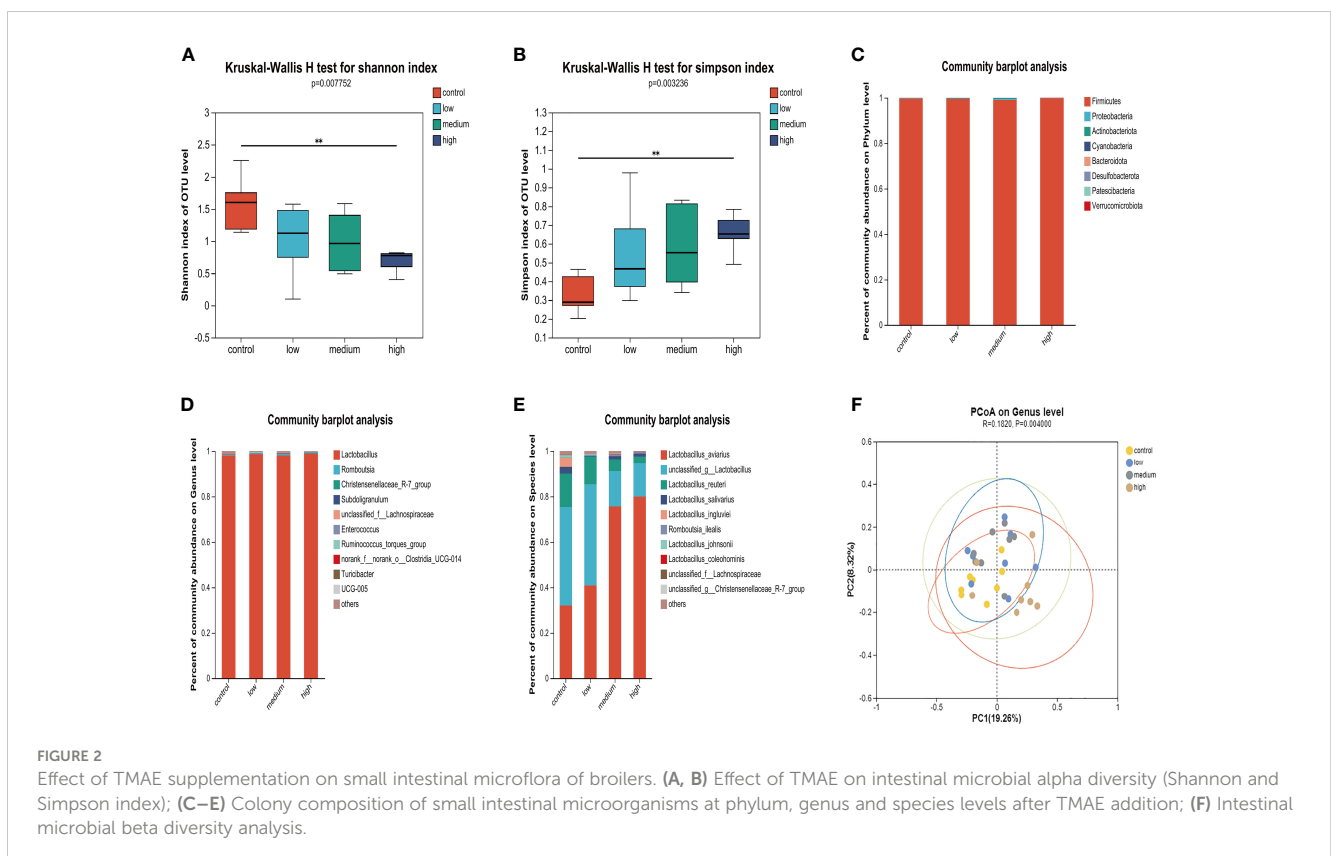 A
Kruskal-Wallis H test for shannon index
p=0.007752
control
low
medium
high
Shannon index of OTU level
3
2.5
2
1.5
1
0.5
0
-0.5
**
control low medium high
B
Kruskal-Wallis H test for simpson index
p=0.003236
control
low
medium
high
Simpson index of OTU level
1.3
1.2
1.1
1
0.9
0.8
0.7
0.6
0.5
0.4
0.3
0.2
0.1
**
control low medium high
C
Community barplot analysis
Percent of community abundance on Phylum level
1
0.8
0.6
0.4
0.2
0
control low medium high
Firmicutes
Proteobacteria
Actinobacteriota
Cyanobacteria
Bacteroidota
Desulfobacterota
Patescibacteria
Verrucomicrobiota
D
Community barplot analysis
Percent of community abundance on Genus level
1
0.8
0.6
0.4
0.2
0
control low medium high
Lactobacillus
Romboutsia
Christensenellaceae_R-7_group
Subdoligranulum
unclassified_f__Lachnospiraceae
Enterococcus
Ruminococcus_torques_group
norank_f__norank_o__Clostridia_UCG-014
Turicibacter
UCG-005
others
E
Community barplot analysis
Percent of community abundance on Species level
1
0.8
0.6
0.4
0.2
0
control low medium high
Lactobacillus_aviarius
unclassified_g__Lactobacillus
Lactobacillus_reuteri
Lactobacillus_salivarius
Lactobacillus_ingluviei
Romboutsia_ilealis
Lactobacillus_johnsonii
Lactobacillus_coleohominis
unclassified_f__Lachnospiraceae
unclassified_g__Christensenellaceae_R-7_group
others
F
PCoA on Genus level
R=0.1820, P=0.004000
control
low
medium
high
PC2(8.32%)
0.6
0.4
0.2
0
-0.2
-0.4
-0.6
-1 -0.5 0 0.5 1
PC1(19.26%)
FIGURE 2
Effect of TMAE supplementation on small intestinal microflora of broilers. (A, B) Effect of TMAE on intestinal microbial alpha diversity (Shannon and
Simpson index); (C–E) Colony composition of small intestinal microorganisms at phylum, genus and species levels after TMAE addition; (F) Intestinal
microbial beta diversity analysis.